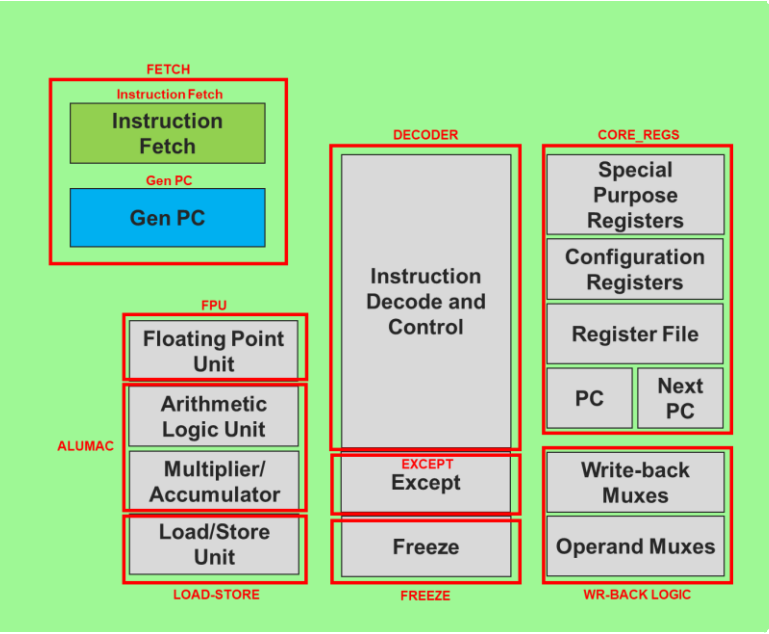 FETCH
Instruction Fetch
Instruction
Fetch
Gen PC
Gen PC
FPU
Floating Point
Unit
ALUMAC
Arithmetic
Logic Unit
Multiplier/
Accumulator
Load/Store
Unit
LOAD-STORE
DECODER
Instruction
Decode and
Control
EXCEPT
Except
Freeze
FREEZE
CORE_REGS
Special
Purpose
Registers
Configuration
Registers
Register File
PC
Next
PC
Write-back
Muxes
Operand Muxes
WR-BACK LOGIC